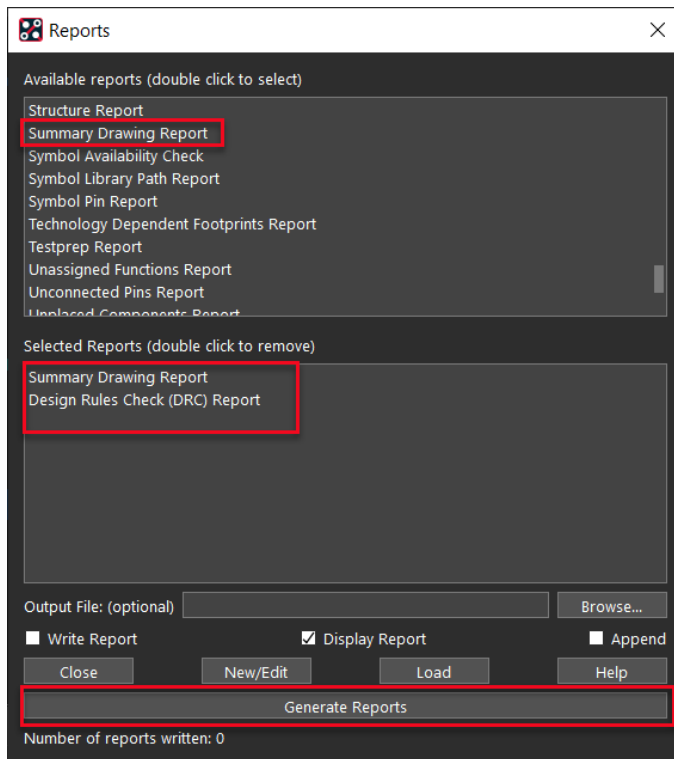 Reports
Available reports (double click to select)
Structure Report
Summary Drawing Report
Symbol Availability Check
Symbol Library Path Report
Symbol Pin Report
Technology Dependent Footprints Report
Testprep Report
Unassigned Functions Report
Unconnected Pins Report
Unplaced Components Report
Selected Reports (double click to remove)
Summary Drawing Report
Design Rules Check (DRC) Report
Output File: (optional) Browse...
Write Report Display Report Append
Close New/Edit Load Help
Generate Reports
Number of reports written: 0